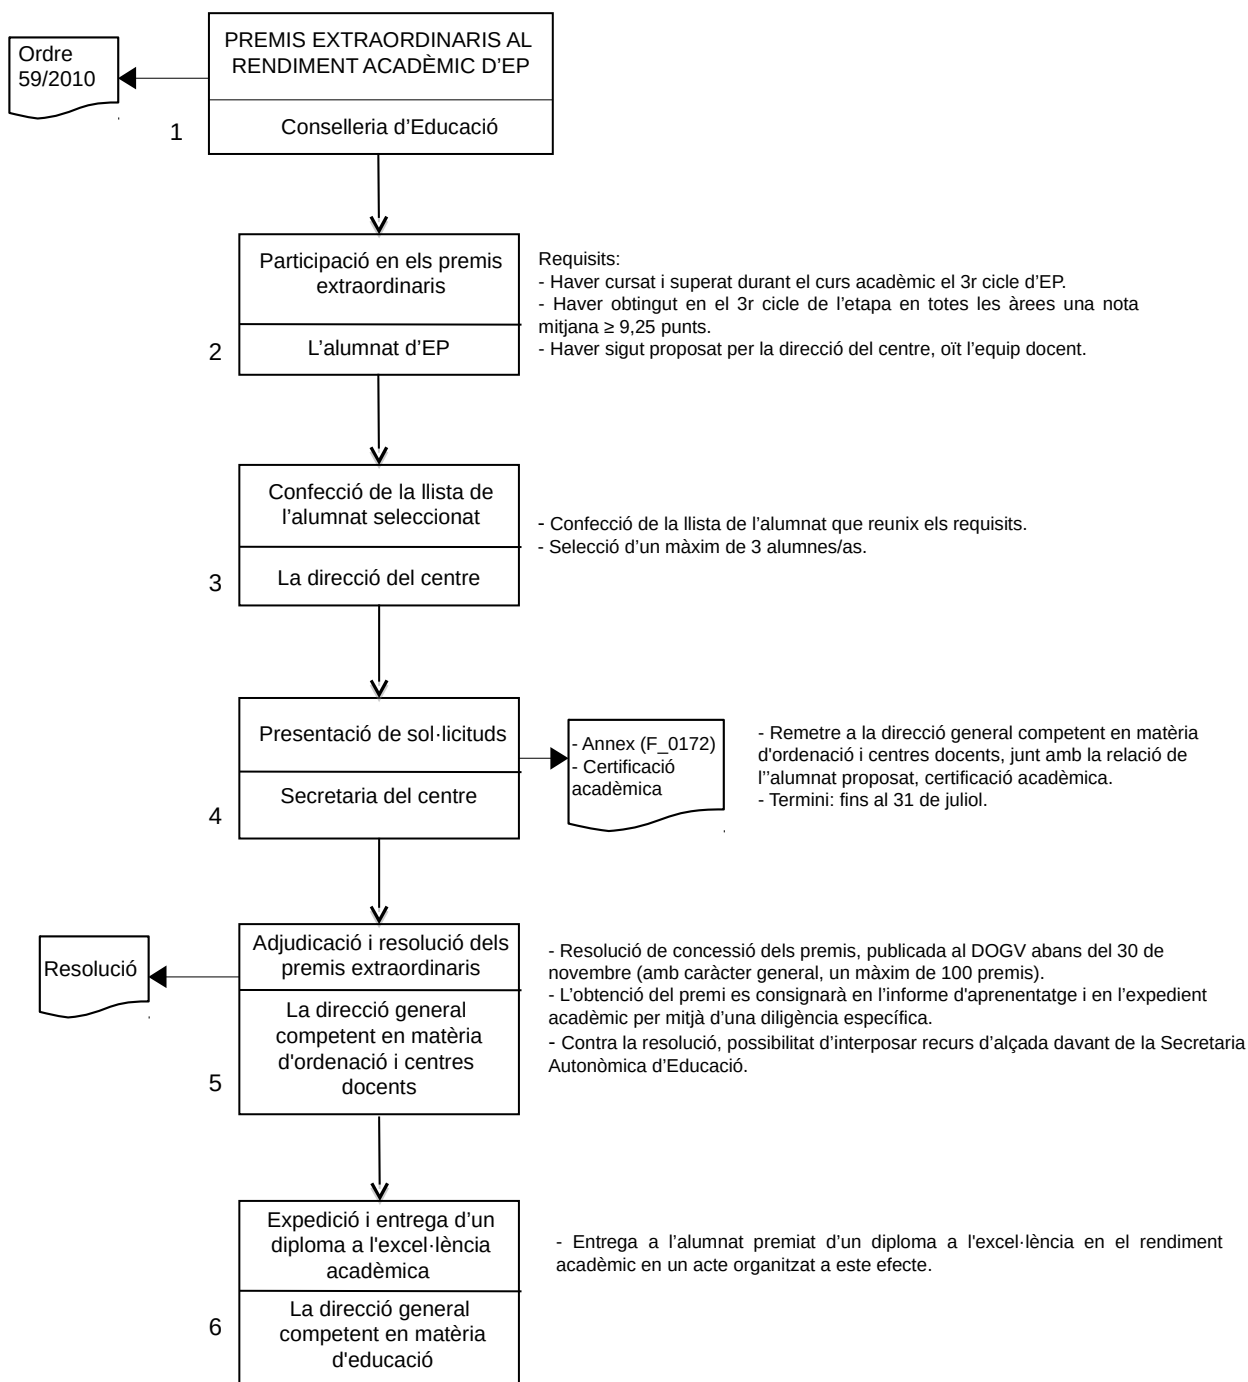 PREMIS EXTRAORDINARIS AL
RENDIMENT ACADÈMIC D’EP
Ordre
59/2010
Conselleria d’Educació
1
Participació en els premis
extraordinaris
L’alumnat d’EP
2
Requisits:
- Haver cursat i superat durant el curs acadèmic el 3r cicle d’EP.
- Haver obtingut en el 3r cicle de l’etapa en totes les àrees una nota
mitjana ≥ 9,25 punts.
- Haver sigut proposat per la direcció del centre, oït l’equip docent.
Confecció de la llista de
l’alumnat seleccionat
La direcció del centre
3
- Confecció de la llista de l’alumnat que reunix els requisits.
- Selecció d’un màxim de 3 alumnes/as.
Presentació de sol·licituds
Secretaria del centre
4
- Annex (F_0172)
- Certificació
acadèmica
- Remetre a la direcció general competent en matèria
d'ordenació i centres docents, junt amb la relació de
l’'alumnat proposat, certificació acadèmica.
- Termini: fins al 31 de juliol.
Adjudicació i resolució dels
premis extraordinaris
Resolució
La direcció general
competent en matèria
d'ordenació i centres
docents
5
- Resolució de concessió dels premis, publicada al DOGV abans del 30 de
novembre (amb caràcter general, un màxim de 100 premis).
- L’obtenció del premi es consignarà en l’informe d'aprenentatge i en l’expedient
acadèmic per mitjà d’una diligència específica.
- Contra la resolució, possibilitat d’interposar recurs d’alçada davant de la Secretaria
Autonòmica d’Educació.
Expedició i entrega d’un
diploma a l'excel·lència
acadèmica
La direcció general
competent en matèria
d'educació
6
- Entrega a l’alumnat premiat d’un diploma a l'excel·lència en el rendiment
acadèmic en un acte organitzat a este efecte.